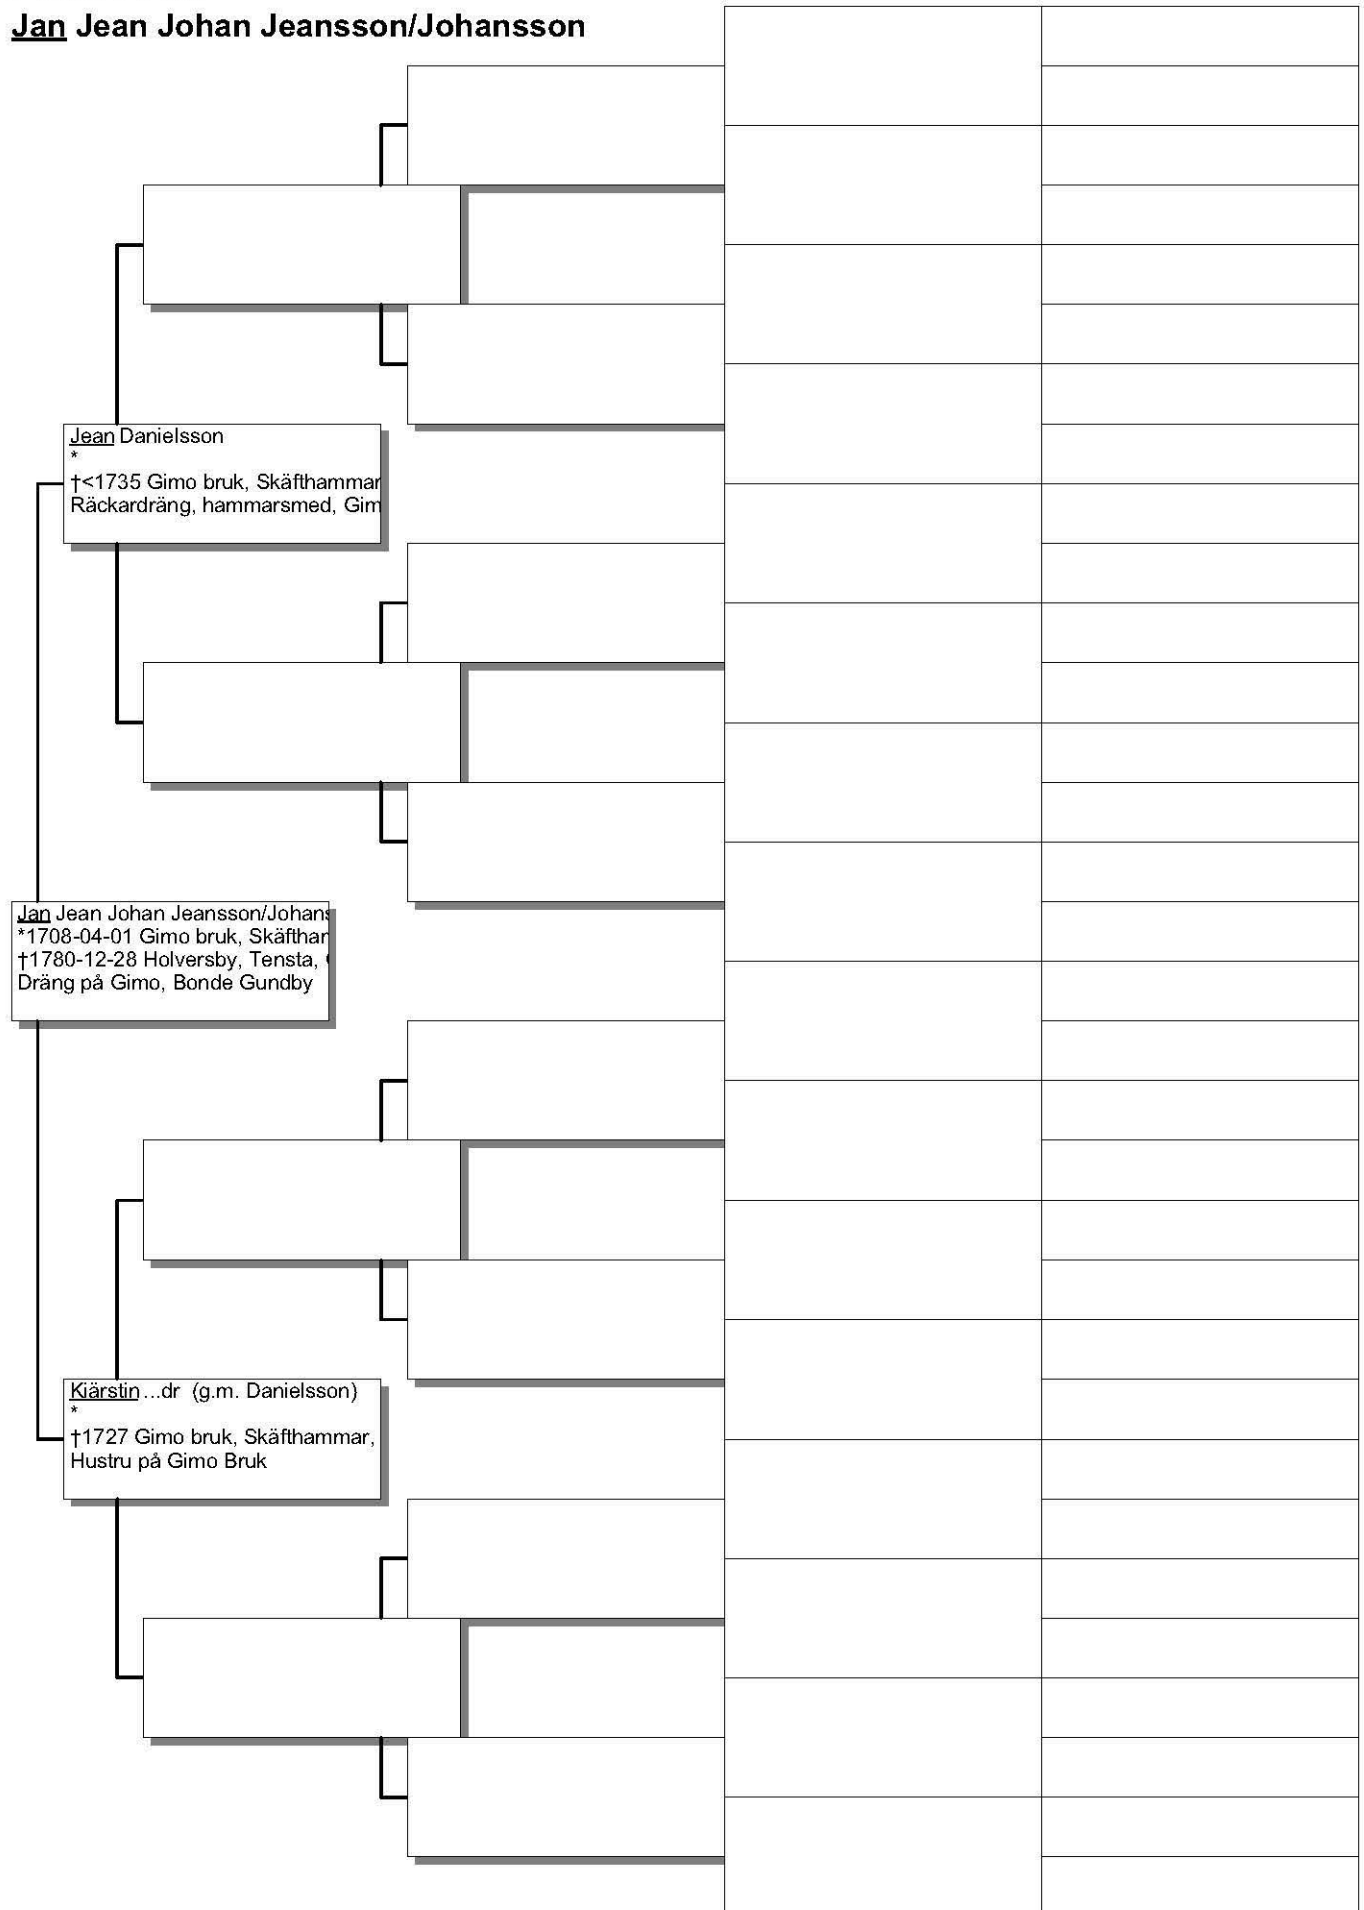 Jan Jean Johan Jeansson/Johansson
Jean Danielsson
*
†<1735 Gimo bruk, Skäfthammar
Räckardräng, hammarsmed, Gim
Jan Jean Johan Jeansson/Johans
*1708-04-01 Gimo bruk, Skäfthar
†1780-12-28 Holversby, Tensta,
Dräng på Gimo, Bonde Gundby
Kiärstin ...dr (g.m. Danielsson)
*
†1727 Gimo bruk, Skäfthammar,
Hustru på Gimo Bruk